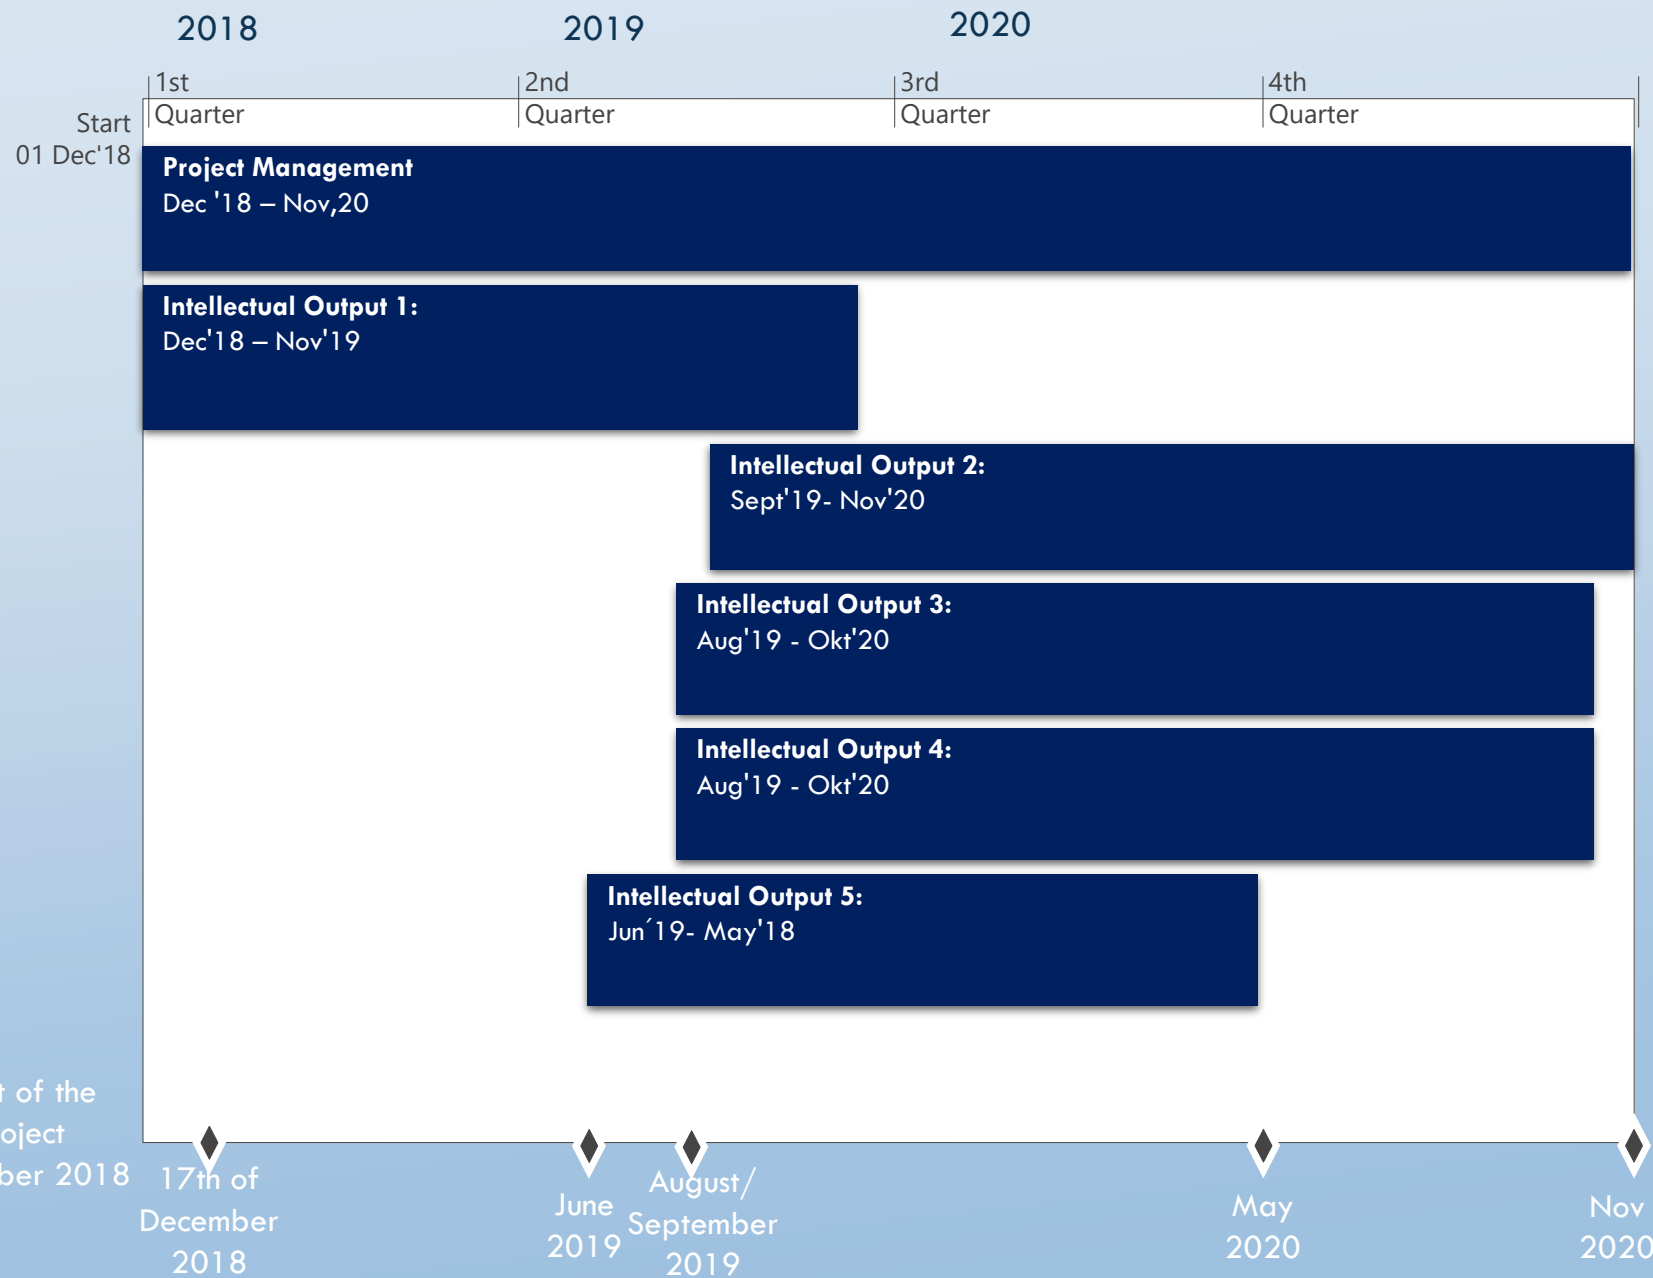 2018
2019
2020
1st
Quarter
2nd
Quarter
3rd
Quarter
4th
Quarter
Start
01 Dec'18
Project Management
Dec '18 – Nov,20
Intellectual Output 1:
Dec'18 – Nov'19
Intellectual Output 2:
Sept'19- Nov'20
Intellectual Output 3:
Aug'19 - Okt'20
Intellectual Output 4:
Aug'19 - Okt'20
Intellectual Output 5:
Jun´19- May'18
of the
2018
17th of
December
2018
June
2019
August/
September
2019
May
2020
Nov
2020